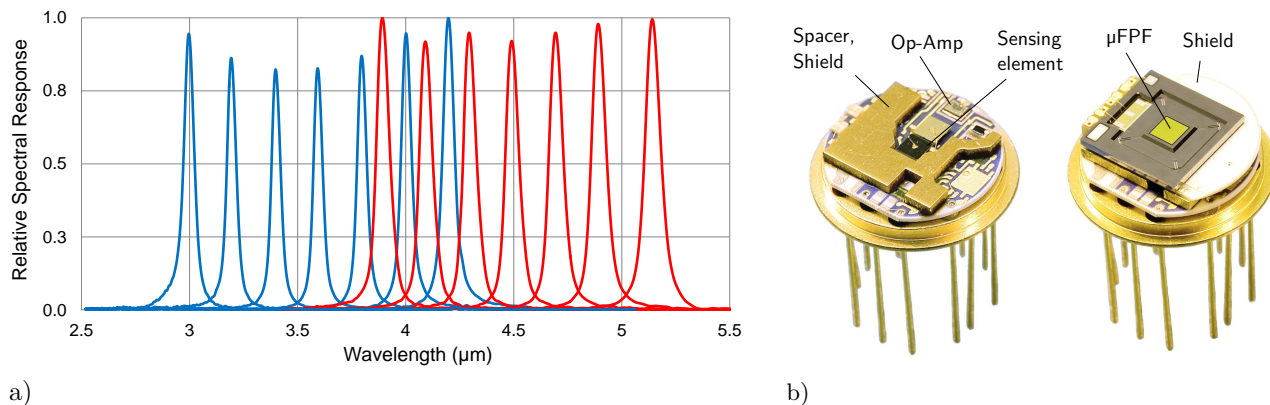 Relative Spectral Response
1.0
0.8
0.5
0.3
0.0
2.5 3 3.5 4 4.5 5 5.5
Wavelength (µm)
a)
Spacer,
Shield
Op-Amp
Sensing
element
µFPF
Shield
b)